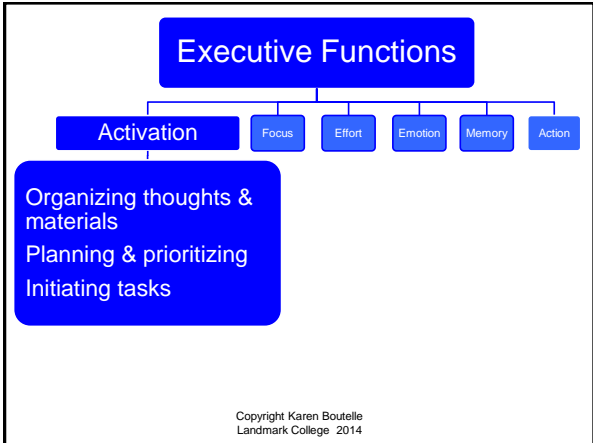 Executive Functions
Activation
Focus
Effort
Emotion
Memory
Action
Organizing thoughts &
materials
Planning & prioritizing
Initiating tasks
Copyright Karen Boutelle
Landmark College 2014